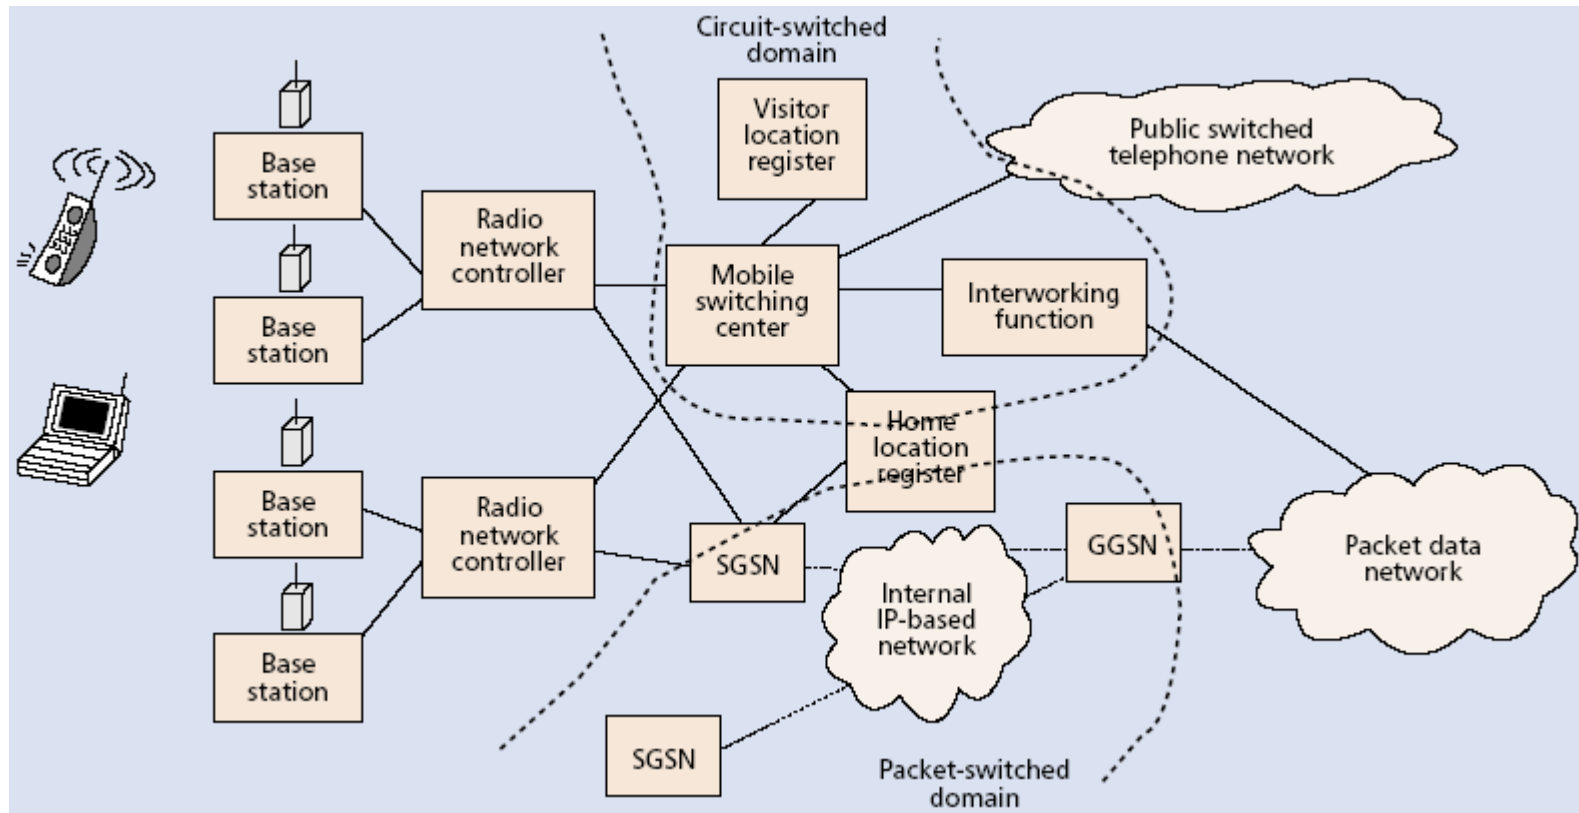 Circuit-switched
domain
Visitor
location
register
Public switched
telephone network
Base
station
Radio
network
controller
Mobile
switching
center
Interworking
function
Base
station
Home
location
register
Base
station
Radio
network
controller
SGSN
Internal
IP-based
network
GGSN
Packet data
network
Base
station
SGSN
Packet-switched
domain